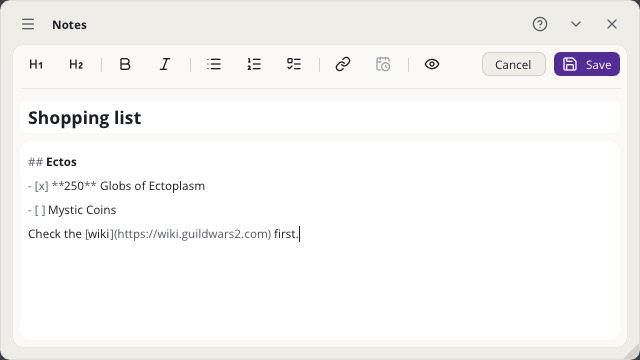 Notes
H1 H2 B I Cancel Save
Shopping list
## Ectos
- [x] **250** Globs of Ectoplasm
- [ ] Mystic Coins
Check the [wiki](https://wiki.guildwars2.com) first.